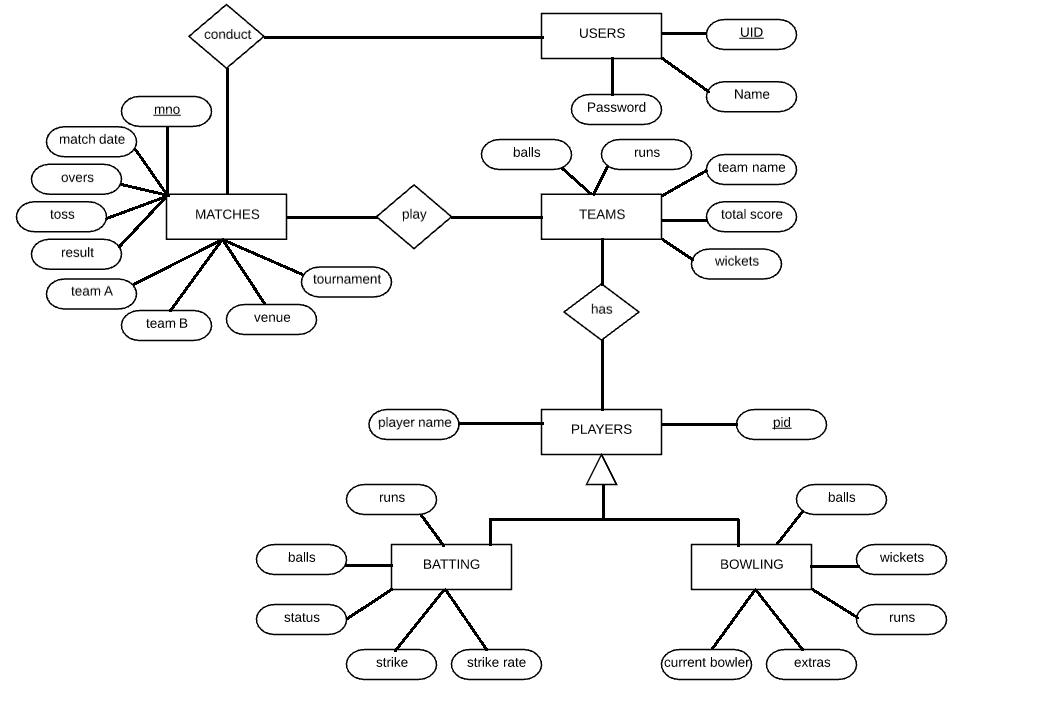 conduct
USERS
UID
Name
Password
mno
match date
overs
toss
result
team A
team B
venue
tournament
MATCHES
play
balls
runs
team name
TEAMS
total score
wickets
has
player name
PLAYERS
pid
runs
balls
BATTING
status
strike
strike rate
balls
BOWLING
wickets
runs
current bowler
extras